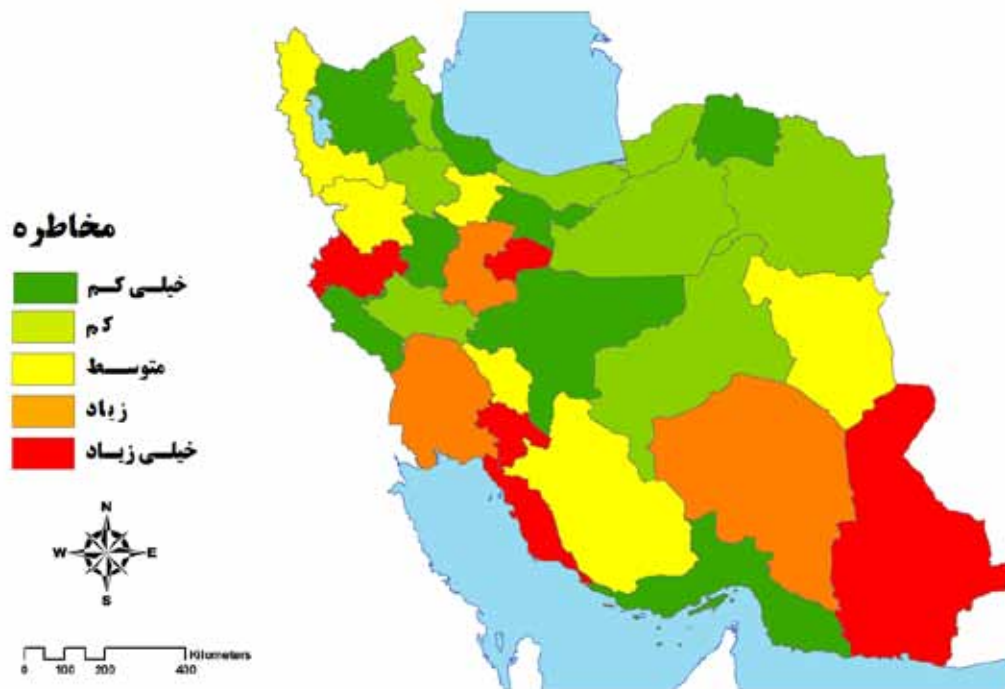 مخاطره
خیلی کم
کم
متوسط
زیاد
خیلی زیاد
N
W E
S
Kilometers
0 100 200 400